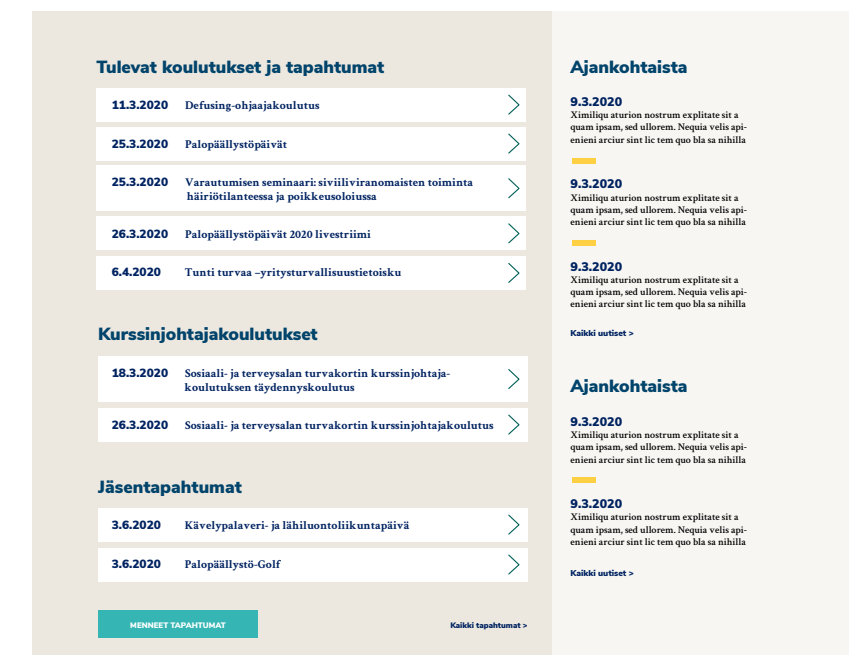 Tulevat koulutukset ja tapahtumat
11.3.2020 Defusing-ohjaajakoulutus
25.3.2020 Palopäällystöpäivät
25.3.2020 Varautumisen seminaari: siviiliviranomaisten toiminta
häiriötilanteessa ja poikkeusoloiussa
26.3.2020 Palopäällystöpäivät 2020 livestriimi
6.4.2020 Tunti turvaa –yritysturvallisuustietoisku
Kurssinjohtajakoulutukset
18.3.2020 Sosiaali- ja terveysalan turvakortin kurssinjohtaja-
koulutuksen täydennyskoulutus
26.3.2020 Sosiaali- ja terveysalan turvakortin kurssinjohtajakoulutus
Jäsentapahtumat
3.6.2020 Kävelypalaveri- ja lähiluontoliikuntapäivä
3.6.2020 Palopäällystö-Golf
MENNEET TAPAHTUMAT
Kaikki tapahtumat >
Ajankohtaista
9.3.2020
Ximiliqu aturion nostrum explitate sit a
quam ipsam, sed ullorem. Nequia velis api-
enieni arciur sint lic tem quo bla sa nihilla
9.3.2020
Ximiliqu aturion nostrum explitate sit a
quam ipsam, sed ullorem. Nequia velis api-
enieni arciur sint lic tem quo bla sa nihilla
9.3.2020
Ximiliqu aturion nostrum explitate sit a
quam ipsam, sed ullorem. Nequia velis api-
enieni arciur sint lic tem quo bla sa nihilla
Kaikki uutiset >
Ajankohtaista
9.3.2020
Ximiliqu aturion nostrum explitate sit a
quam ipsam, sed ullorem. Nequia velis api-
enieni arciur sint lic tem quo bla sa nihilla
9.3.2020
Ximiliqu aturion nostrum explitate sit a
quam ipsam, sed ullorem. Nequia velis api-
enieni arciur sint lic tem quo bla sa nihilla
Kaikki uutiset >